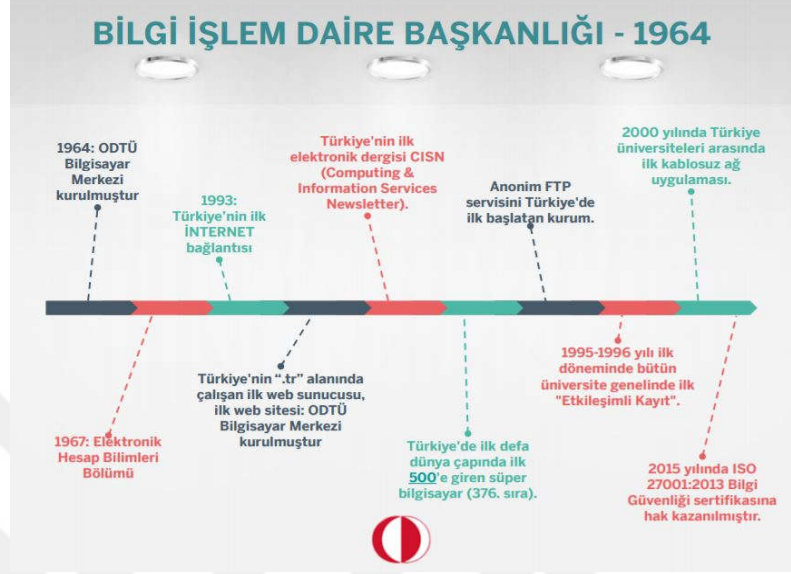 BİLGİ İŞLEM DAİRE BAŞKANLIĞI - 1964
1964: ODTÜ
Bilgisayar
Merkezi
kurulmuştur
1967: Elektronik
Hesap Bilimleri
Bölümü
1993:
Türkiye'nin ilk
İNTERNET
bağlantısı
Türkiye'nin “.tr” alanında
çalışan ilk web sunucusu,
ilk web sitesi: ODTÜ
Bilgisayar Merkezi
kurulmuştur
Türkiye'nin ilk
elektronik dergisi CISN
(Computing &
Information Services
Newsletter).
Türkiye'de ilk defa
dünya çapında ilk
500'e giren süper
bilgisayar (376. sıra).
Anonim FTP
servisini Türkiye'de
ilk başlatan kurum.
1995-1996 yılı ilk
döneminde bütün
üniversite genelinde ilk
"Etkileşimli Kayıt".
2000 yılında Türkiye
üniversiteleri arasında
ilk kablosuz ağ
uygulaması.
2015 yılında ISO
27001:2013 Bilgi
Güvenliği sertifikasına
hak kazanılmıştır.